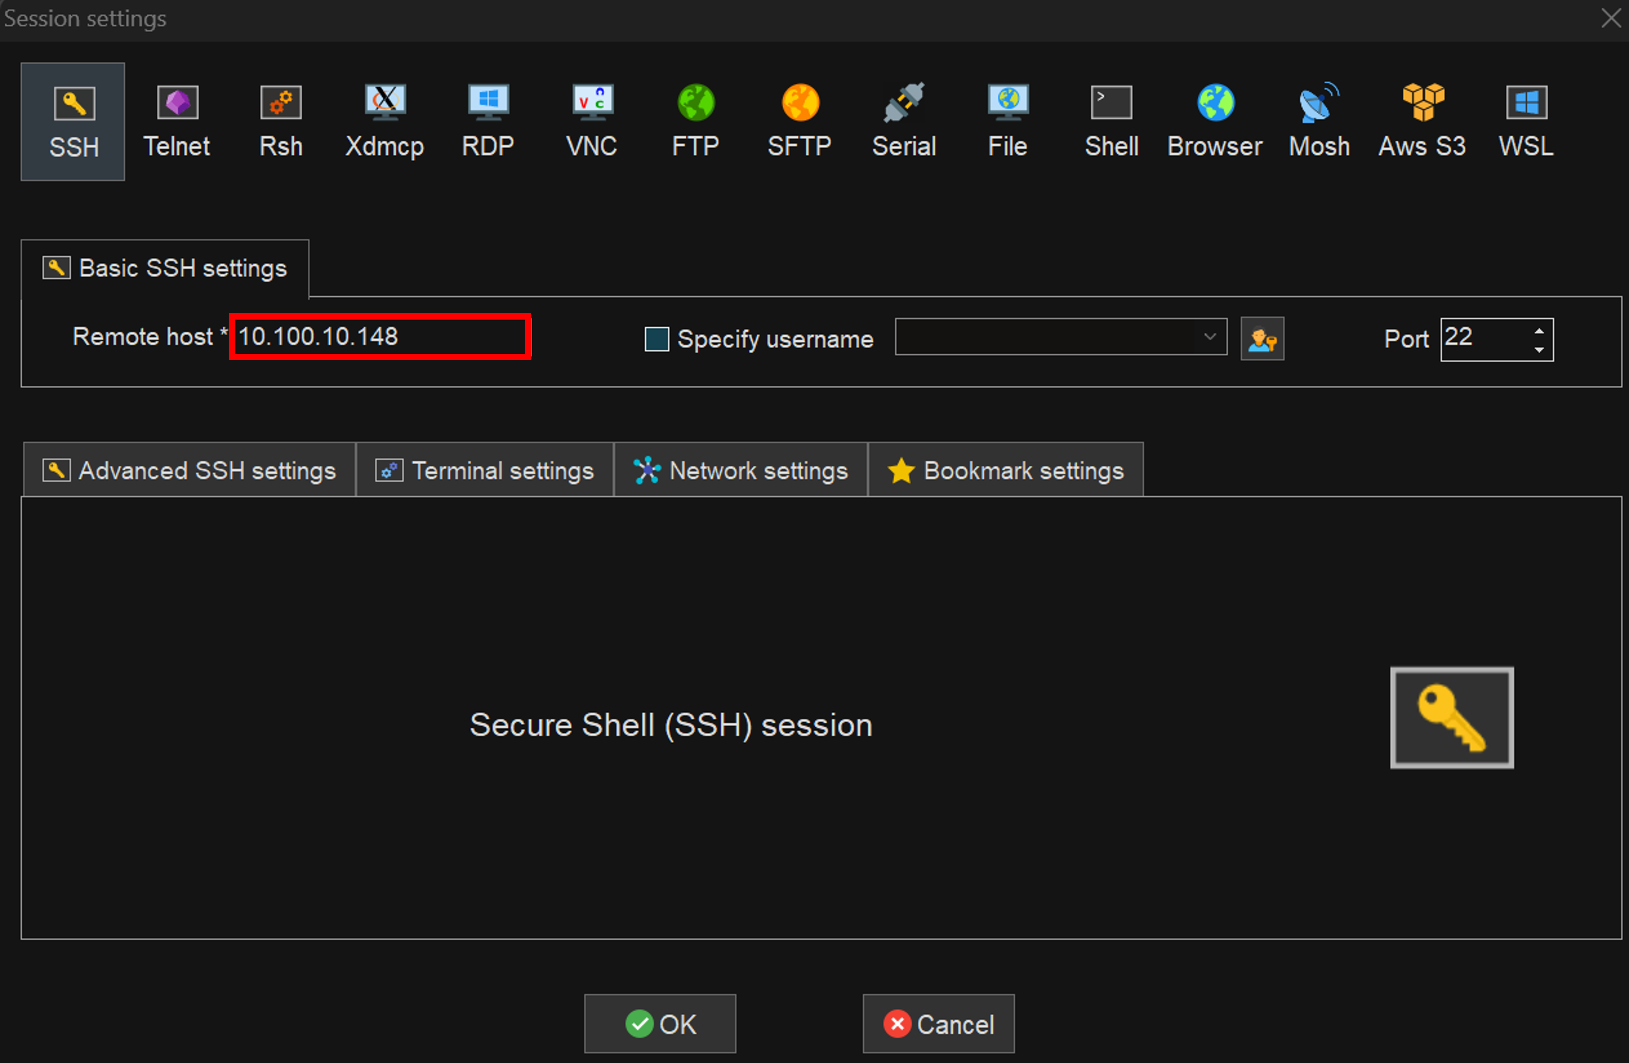 Session settings
SSH Telnet Rsh Xdmcp RDP VNC FTP SFTP Serial File Shell Browser Mosh Aws S3 WSL
Basic SSH settings
Remote host * 10.100.10.148 Specify username Port 22
Advanced SSH settings Terminal settings Network settings Bookmark settings
Secure Shell (SSH) session
OK Cancel